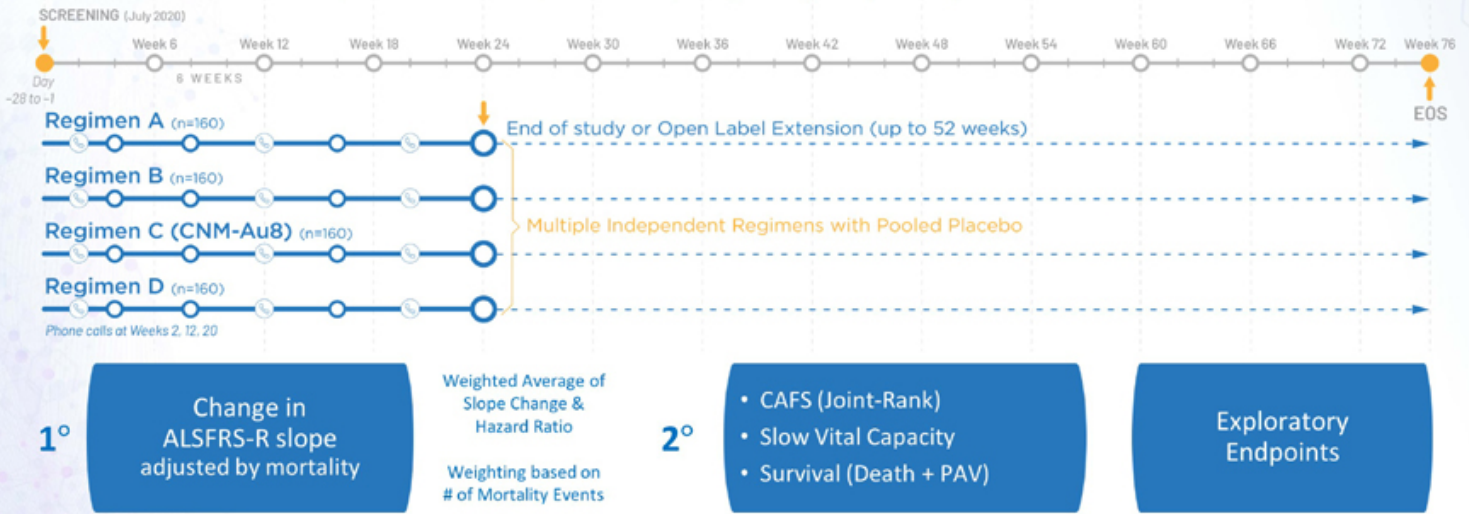 SCREENING (July 2020)
Week 6 Week 12 Week 18 Week 24 Week 30 Week 36 Week 42 Week 48 Week 54 Week 60 Week 66 Week 72 Week 76
Day
-28 to -1
6 WEEKS
EOS
Regimen A (n=160)
End of study or Open Label Extension (up to 52 weeks)
Regimen B (n=160)
Multiple Independent Regimens with Pooled Placebo
Regimen C (CNM-Au8) (n=160)
Regimen D (n=160)
Phone calls at Weeks 2, 12, 20
1°
Change in
ALSFRS-R slope
adjusted by mortality
Weighted Average of
Slope Change &
Hazard Ratio
Weighting based on
# of Mortality Events
2°
• CAFS (Joint-Rank)
• Slow Vital Capacity
• Survival (Death + PAV)
Exploratory
Endpoints